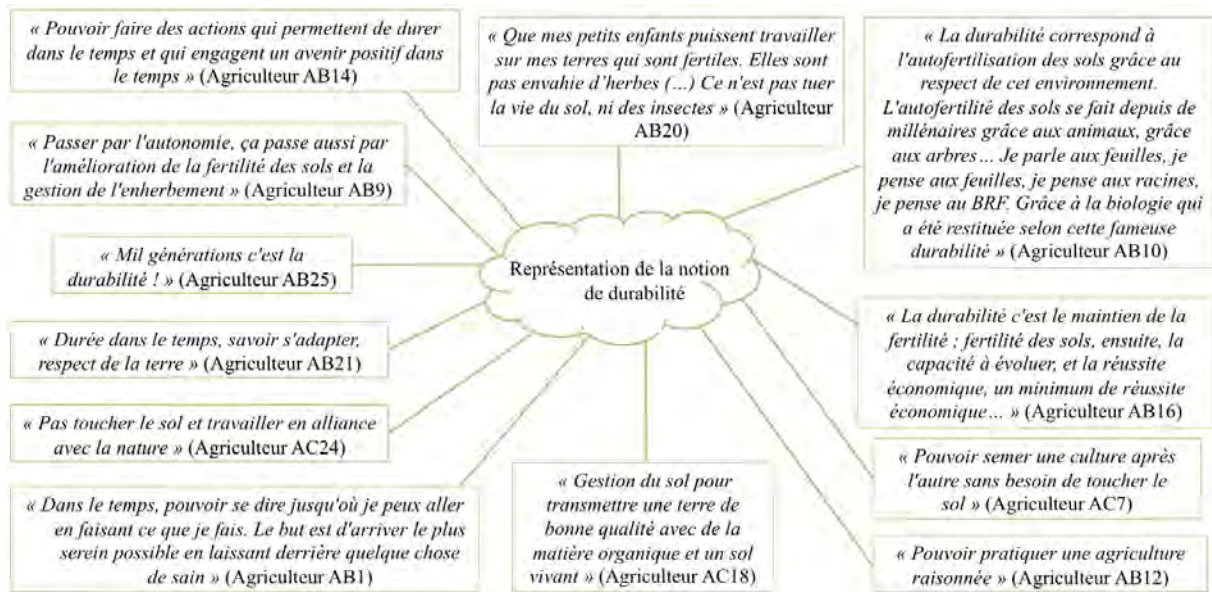 « Pouvoir faire des actions qui permettent de durer
dans le temps et qui engagent un avenir positif dans
le temps » (Agriculteur AB14)
« Que mes petits enfants puissent travailler
sur mes terres qui sont fertiles. Elles sont
pas envahie d'herbes (…) Ce n'est pas tuer
la vie du sol, ni des insectes » (Agriculteur
AB20)
« La durabilité correspond à
l'autofertilisation des sols grâce au
respect de cet environnement.
L'autofertilité des sols se fait depuis de
millénaires grâce aux animaux, grâce
aux arbres… Je parle aux feuilles, je
pense aux feuilles, je pense aux racines,
je pense au BRF. Grâce à la biologie qui
a été restituée selon cette fameuse
durabilité » (Agriculteur AB10)
« Passer par l'autonomie, ça passe aussi par
l'amélioration de la fertilité des sols et la
gestion de l'enherbement » (Agriculteur AB9)
« Mil générations c'est la
durabilité ! » (Agriculteur AB25)
Représentation de la notion
de durabilité
« Durée dans le temps, savoir s'adapter,
respect de la terre » (Agriculteur AB21)
« La durabilité c'est le maintien de la
fertilité ; fertilité des sols, ensuite, la
capacité à évoluer, et la réussite
économique, un minimum de réussite
économique… » (Agriculteur AB16)
« Pas toucher le sol et travailler en alliance
avec la nature » (Agriculteur AC24)
« Pouvoir semer une culture après
l'autre sans besoin de toucher le
sol » (Agriculteur AC7)
« Dans le temps, pouvoir se dire jusqu'où je peux aller
en faisant ce que je fais. Le but est d'arriver le plus
serein possible en laissant derrière quelque chose
de sain » (Agriculteur AB1)
« Gestion du sol pour
transmettre une terre de
bonne qualité avec de la
matière organique et un sol
vivant » (Agriculteur AC18)
« Pouvoir pratiquer une agriculture
raisonnée » (Agriculteur AB12)